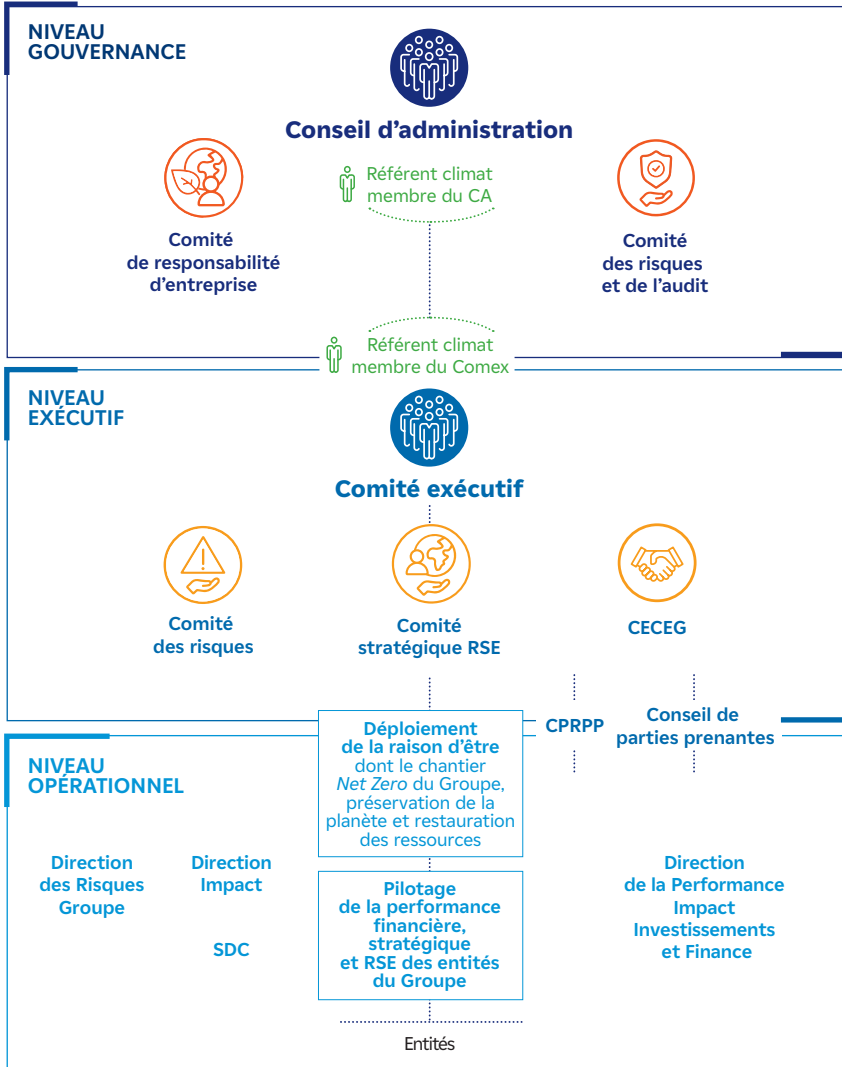 NIVEAU
GOUVERNANCE
Conseil d'administration
Référent climat
membre du CA
Comité
de responsabilité
d'entreprise
Comité
des risques
et de l'audit
Référent climat
membre du Comex
NIVEAU
EXÉCUTIF
Comité exécutif
Comité
des risques
Comité
stratégique RSE
CECEG
CPRPP
Conseil de
parties prenantes
NIVEAU
OPÉRATIONNEL
Déploiement
de la raison d'être
dont le chantier
Net Zero du Groupe,
préservation de la
planète et restauration
des ressources
Direction
des Risques
Groupe
Direction
Impact
SDC
Pilotage
de la performance
financière,
stratégique
et RSE des entités
du Groupe
Direction
de la Performance
Impact
Investissements
et Finance
Entités